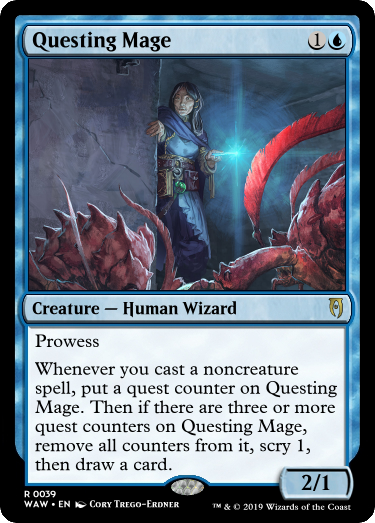 Questing Mage 1
Creature — Human Wizard
Prowess
Whenever you cast a noncreature
spell, put a quest counter on Questing
Mage. Then if there are three or more
quest counters on Questing Mage,
remove all counters from it, scry 1,
then draw a card.
2/1
R 0039
WAW • EN Cory Trego-Erdner
™ & © 2019 Wizards of the Coast